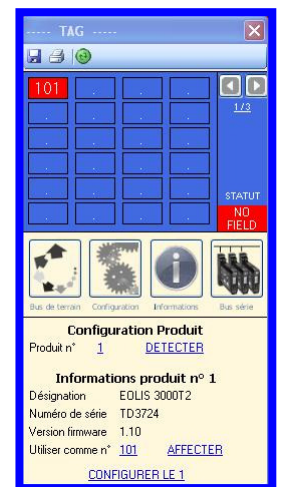 ----- TAG -----
101
1/3
STATUT
NO
FIELD
Bus de terrain Configuration Informations Bus série
Configuration Produit
Produit n° 1 DETECTER
Informations produit n° 1
Désignation EOLIS 3000T2
Numéro de série TD3724
Version firmware 1.10
Utiliser comme n° 101 AFFECTER
CONFIGURER LE 1